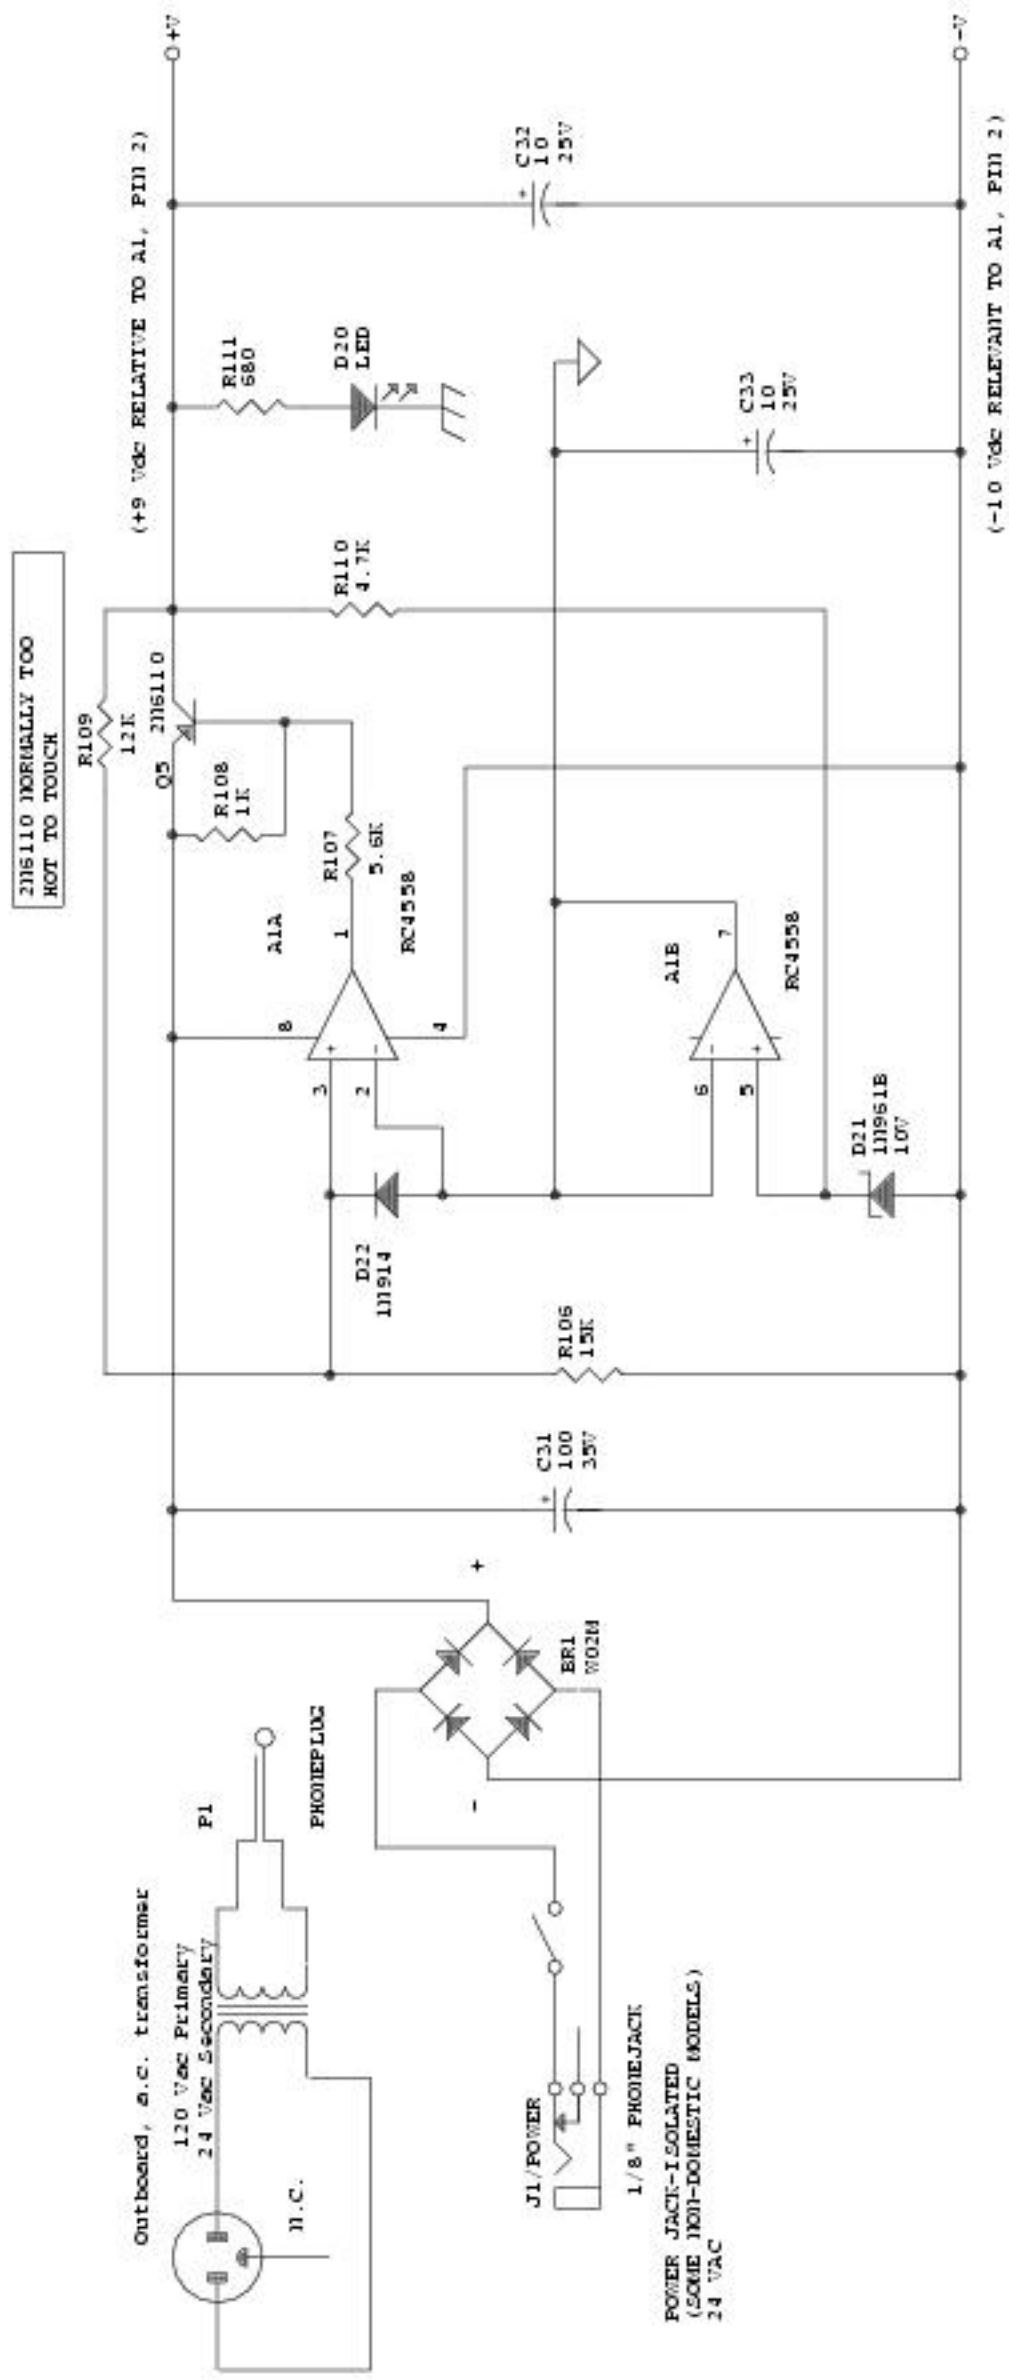 Outboard, a.c. transformer
120 Vac Primary
24 Vac Secondary
n.c.
P1
PHONEPLUG
J1/POWER
1/8" PHONEJACK
POWER JACK-ISOLATED
(SOME NON-DOMESTIC MODELS)
24 VAC
+
-
BR1
W02M
C31
100
35V
+
R106
15K
D22
1N914
D21
1N961B
10V
3
2
8
4
1
+
-
A1A
RC4558
6
5
7
-
+
A1B
RC4558
R107
5.6K
R108
1K
Q5
2N6110
R109
12K
2N6110 NORMALLY TOO
HOT TO TOUCH
R110
4.7K
R111
680
D20
LED
C33
10
25V
+
C32
10
25V
+
(+9 Vdc RELATIVE TO A1, PIN 2)
(-10 Vdc RELEVANT TO A1, PIN 2)
+V
-V